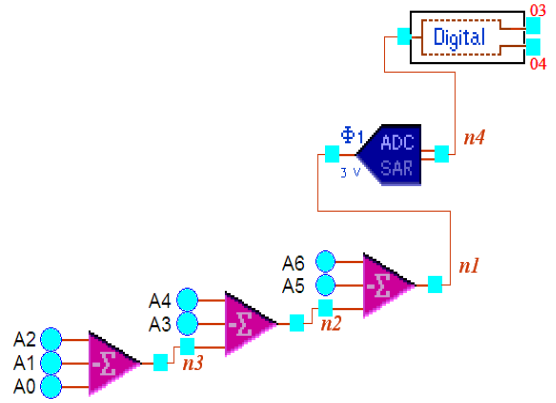 03
Digital
04
Φ1
ADC
n4
3 V
SAR
A6
n1
A5
A4
-Σ
A3
-Σ
n2
A2
n3
A1
-Σ
A0